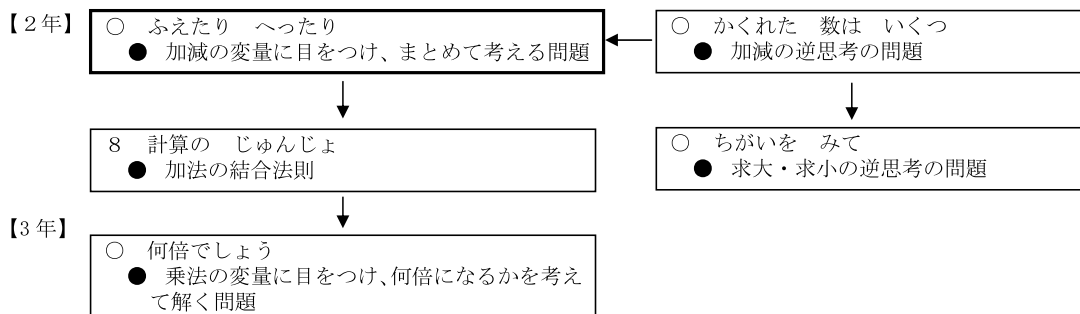 【２年】
○　ふえたり　へったり
●　加減の変量に目をつけ、まとめて考える問題
○　かくれた　数は　いくつ
●　加減の逆思考の問題
８　計算の　じゅんじょ
●　加法の結合法則
○　ちがいを　みて
●　求大・求小の逆思考の問題
【3 年】
○　何倍でしょう
●　乗法の変量に目をつけ、何倍になるかを考え
て解く問題